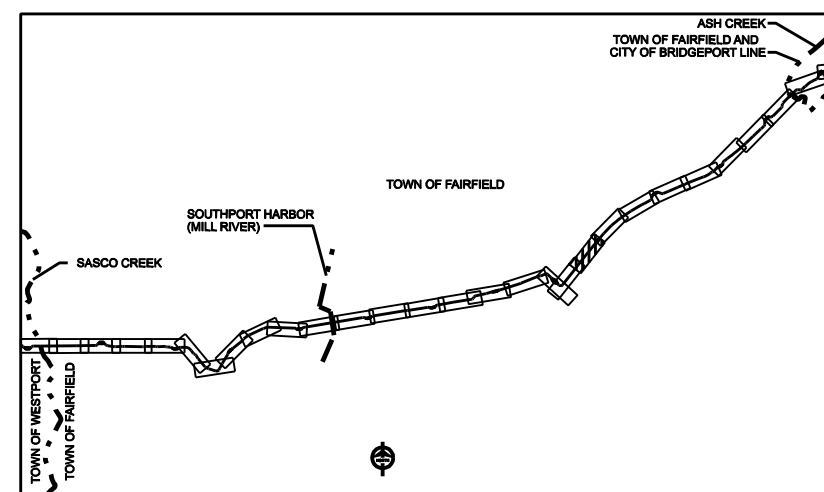 ASH CREEK
TOWN OF FAIRFIELD AND
CITY OF BRIDGEPORT LINE
TOWN OF FAIRFIELD
SOUTHPORT HARBOR
(MILL RIVER)
SASCO CREEK
TOWN OF WESTPORT
TOWN OF FAIRFIELD